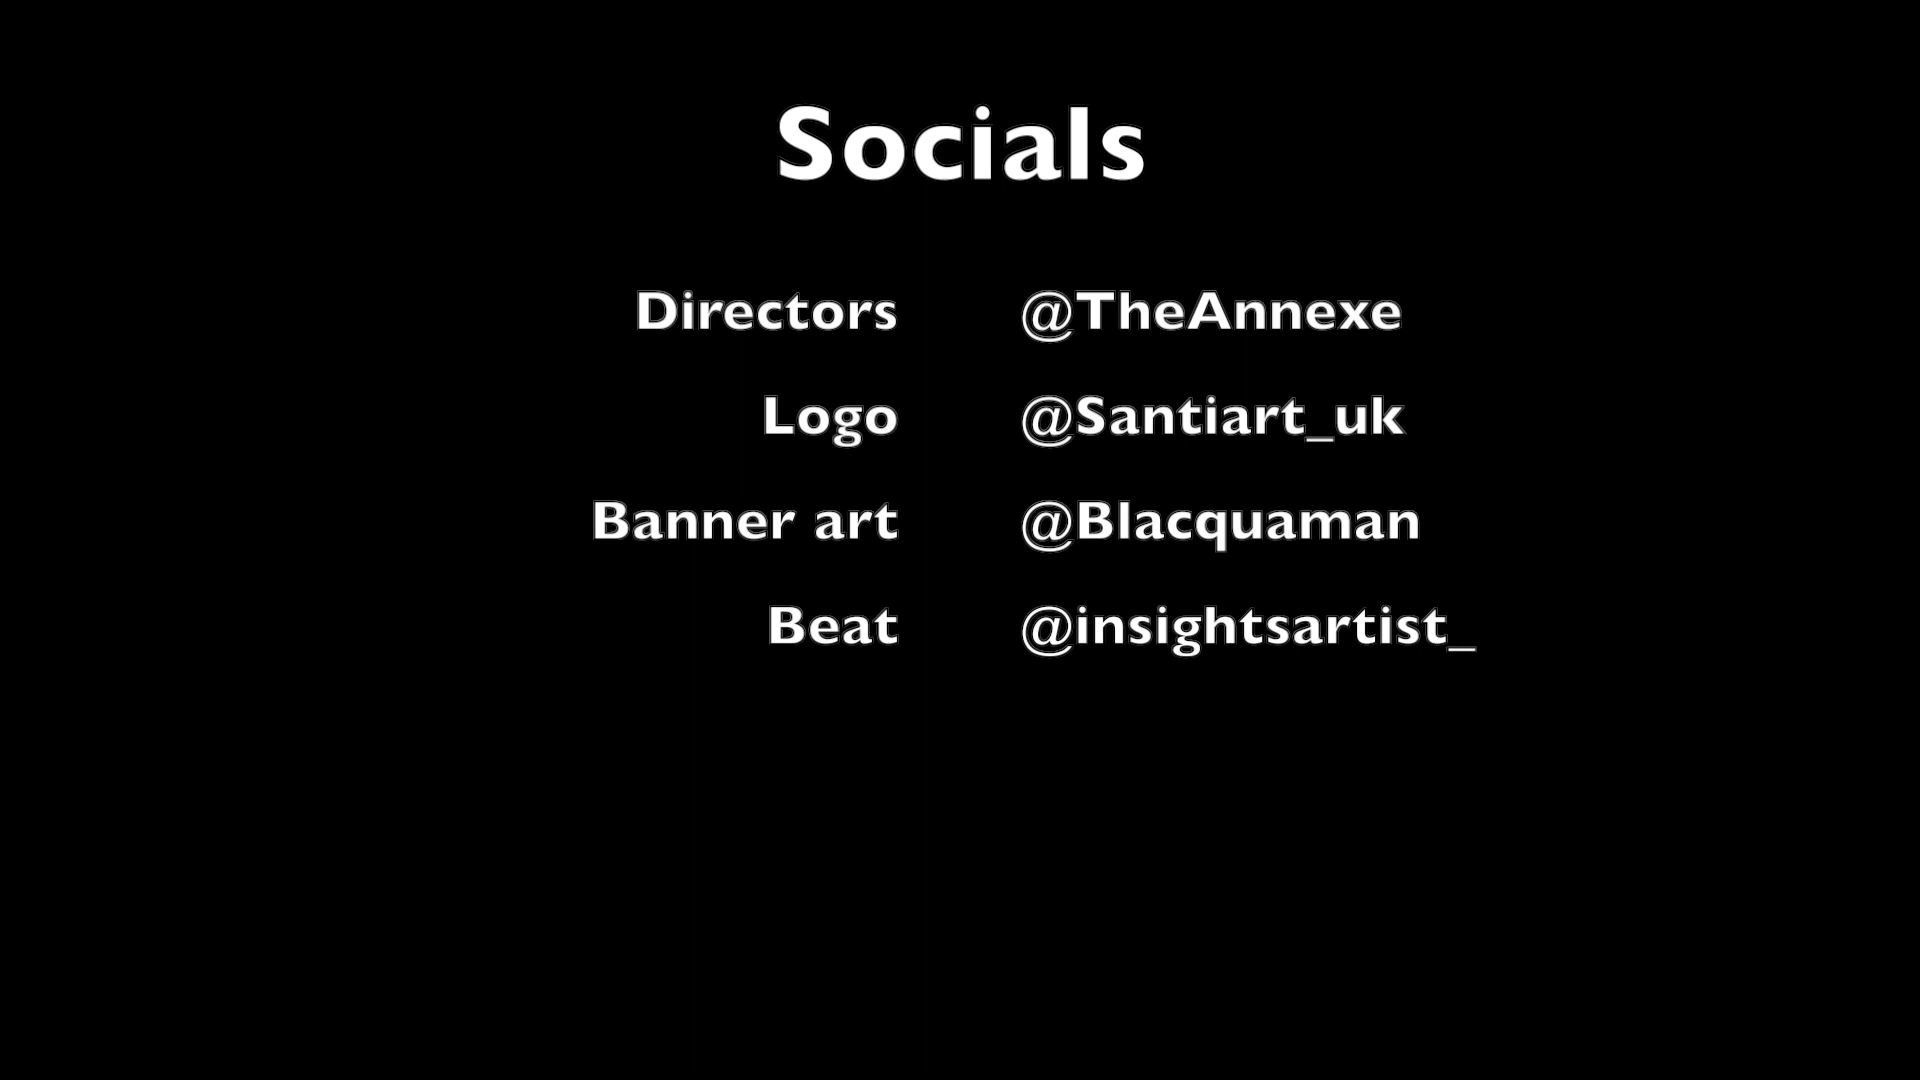 Socials
Directors @TheAnnexe
Logo @Santiart_uk
Banner art @Blacquaman
Beat @insightsartist_